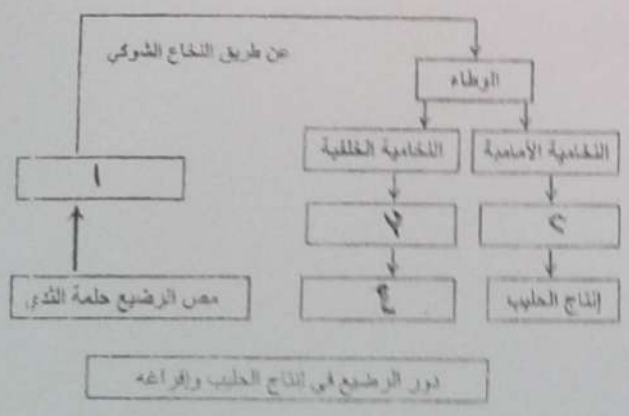 عن طريق النخاع الشوكي
الوطاء
النخامية الأمامية
النخامية الخلفية
١
٢
٣
مص الرضيع حلمة الثدي
إنتاج الحليب
٤
دور الرضيع في إنتاج الحليب وإفراغه